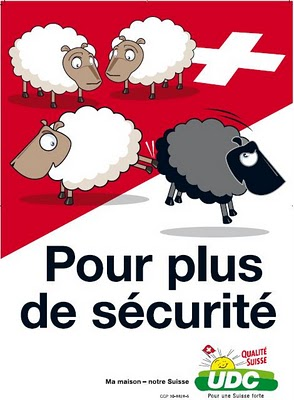 Pour plus
de sécurité
Ma maison – notre Suisse
QUALITÉ
SUISSE
UDC
Pour une Suisse forte